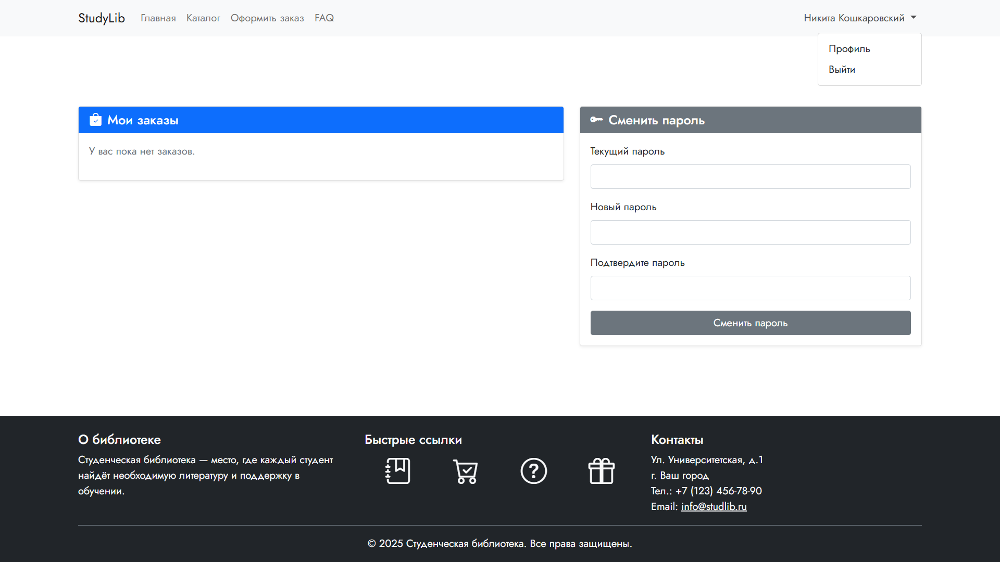 StudyLib Главная Каталог Оформить заказ FAQ Никита Кошкаровский
Профиль
Выйти
Мои заказы
У вас пока нет заказов.
Сменить пароль
Текущий пароль
Новый пароль
Подтвердите пароль
Сменить пароль
О библиотеке
Студенческая библиотека — место, где каждый студент
найдёт необходимую литературу и поддержку в
обучении.
Быстрые ссылки
Контакты
Ул. Университетская, д.1
г. Ваш город
Тел.: +7 (123) 456-78-90
Email: info@studlib.ru
© 2025 Студенческая библиотека. Все права защищены.